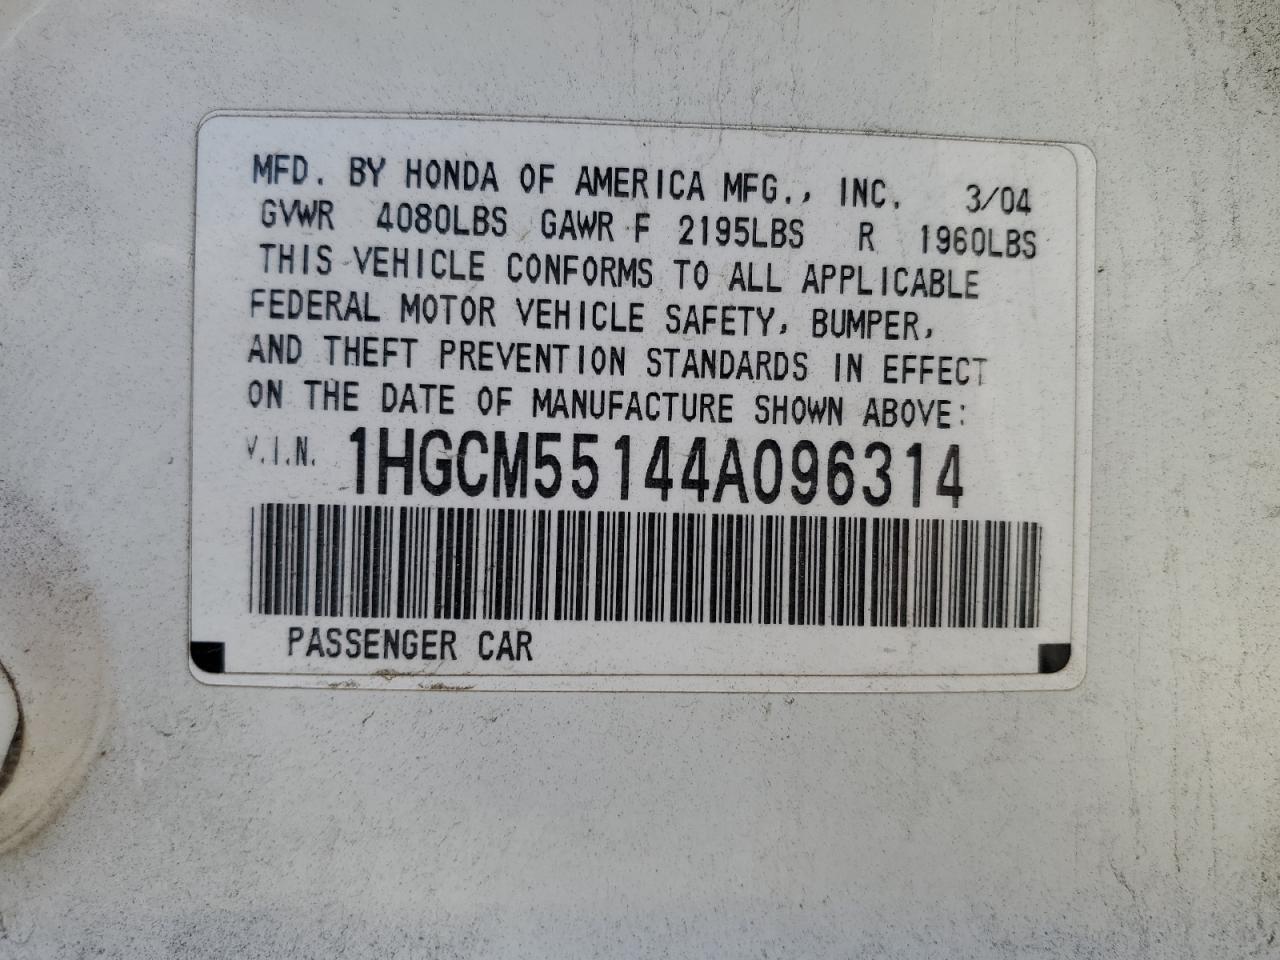 MFD. BY HONDA OF AMERICA MFG., INC. 3/04
GVWR 4080LBS GAWR F 2195LBS R 1960LBS
THIS VEHICLE CONFORMS TO ALL APPLICABLE
FEDERAL MOTOR VEHICLE SAFETY, BUMPER,
AND THEFT PREVENTION STANDARDS IN EFFECT
ON THE DATE OF MANUFACTURE SHOWN ABOVE:
V.I.N. 1HGCM55144A096314
PASSENGER CAR